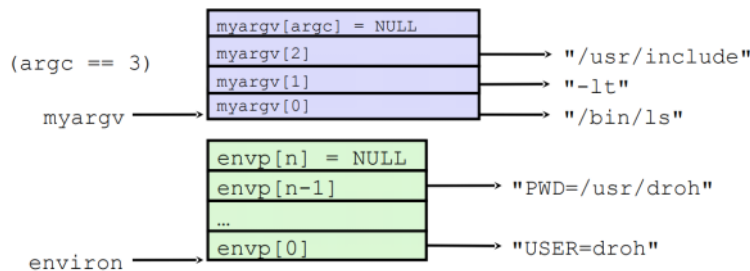 myargv[argc] = NULL
(argc == 3)
myargv[2]
"/usr/include"
myargv[1]
"-lt"
myargv
myargv[0]
"/bin/ls"
envp[n] = NULL
envp[n-1]
"PWD=/usr/droh"
…
environ
envp[0]
"USER=droh"